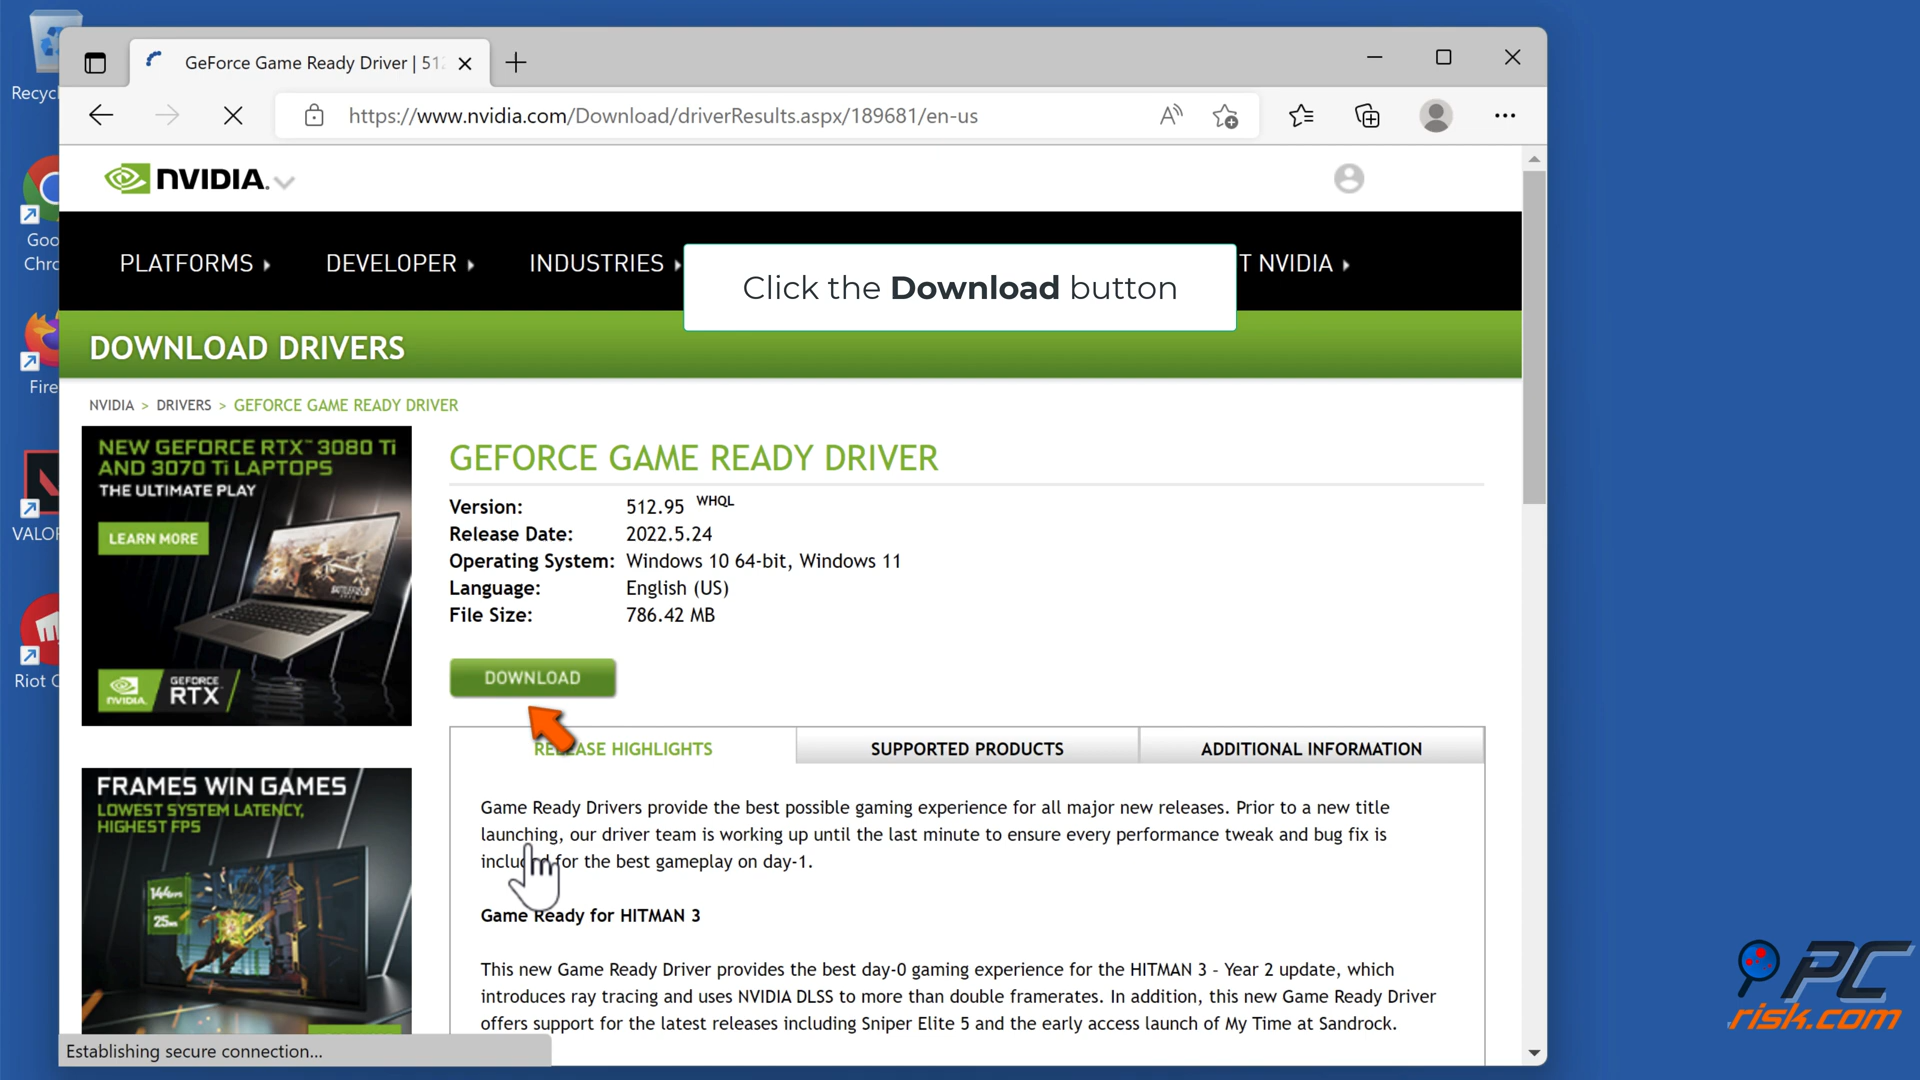 Recyc
GeForce Game Ready Driver | 51
https://www.nvidia.com/Download/driverResults.aspx/189681/en-us
NVIDIA.
Goo
Chro
PLATFORMS
DEVELOPER
INDUSTRIES
T NVIDIA
Click the Download button
DOWNLOAD DRIVERS
Fire
NVIDIA > DRIVERS > GEFORCE GAME READY DRIVER
NEW GEFORCE RTX™ 3080 Ti
AND 3070 Ti LAPTOPS
THE ULTIMATE PLAY
LEARN MORE
NVIDIA.
GEFORCE
RTX
VALOR
Riot C
GEFORCE GAME READY DRIVER
Version: 512.95 WHQL
Release Date: 2022.5.24
Operating System: Windows 10 64-bit, Windows 11
Language: English (US)
File Size: 786.42 MB
DOWNLOAD
RELEASE HIGHLIGHTS
SUPPORTED PRODUCTS
ADDITIONAL INFORMATION
FRAMES WIN GAMES
LOWEST SYSTEM LATENCY,
HIGHEST FPS
Game Ready Drivers provide the best possible gaming experience for all major new releases. Prior to a new title
launching, our driver team is working up until the last minute to ensure every performance tweak and bug fix is
included for the best gameplay on day-1.
Game Ready for HITMAN 3
This new Game Ready Driver provides the best day-0 gaming experience for the HITMAN 3 - Year 2 update, which
introduces ray tracing and uses NVIDIA DLSS to more than double framerates. In addition, this new Game Ready Driver
offers support for the latest releases including Sniper Elite 5 and the early access launch of My Time at Sandrock.
Establishing secure connection...
PC
risk.com